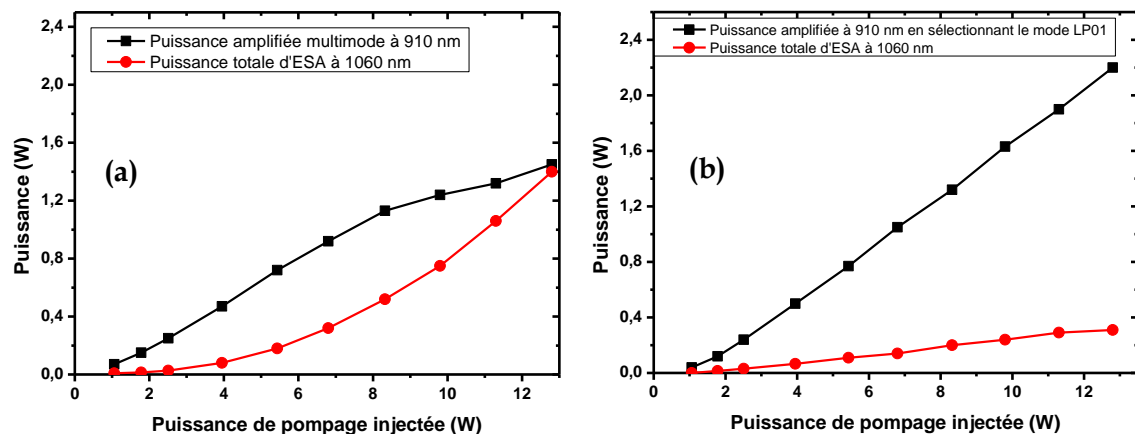 2,4
2,0
1,6
1,2
0,8
0,4
0,0
Puissance (W)
Puissance amplifiée multimode à 910 nm
Puissance totale d'ESA à 1060 nm
(a)
0 2 4 6 8 10 12
Puissance de pompage injectée (W)
2,4
2,0
1,6
1,2
0,8
0,4
0,0
Puissance (W)
Puissance amplifiée à 910 nm en sélectionnant le mode LP01
Puissance totale d'ESA à 1060 nm
(b)
0 2 4 6 8 10 12
Puissance de pompage injectée (W)